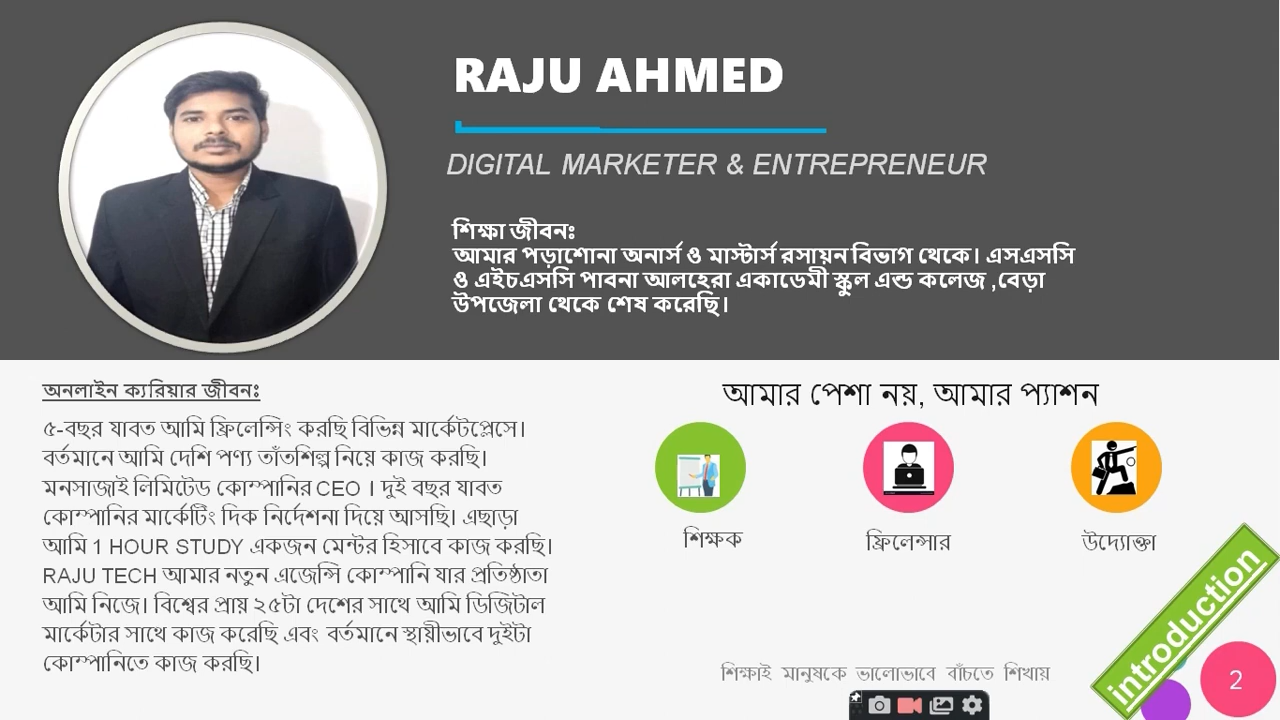 RAJU AHMED
DIGITAL MARKETER & ENTREPRENEUR
শিক্ষা জীবনঃ
আমার পড়াশোনা অনার্স ও মাস্টার্স রসায়ন বিভাগ থেকে। এসএসসি
ও এইচএসসি পাবনা আলহেরা একাডেমী স্কুল এন্ড কলেজ ,বেড়া
উপজেলা থেকে শেষ করেছি।
অনলাইন ক্যরিয়ার জীবনঃ
৫-বছর যাবত আমি ফ্রিলেন্সিং করছি বিভিন্ন মার্কেটপ্লেসে।
বর্তমানে আমি দেশি পণ্য তাঁতশিল্প নিয়ে কাজ করছি।
মনসাজাই লিমিটেড কোম্পানির CEO । দুই বছর যাবত
কোম্পানির মার্কেটিং দিক নির্দেশনা দিয়ে আসছি। এছাড়া
আমি 1 HOUR STUDY একজন মেন্টর হিসাবে কাজ করছি।
RAJU TECH আমার নতুন এজেন্সি কোম্পানি যার প্রতিষ্ঠাতা
আমি নিজে। বিশ্বের প্রায় ২৫টা দেশের সাথে আমি ডিজিটাল
মার্কেটার সাথে কাজ করেছি এবং বর্তমানে স্থায়ীভাবে দুইটা
কোম্পানিতে কাজ করছি।
আমার পেশা নয়, আমার প্যাশন
শিক্ষক
ফ্রিলেন্সার
উদ্যোক্তা
শিক্ষাই মানুষকে ভালোভাবে বাঁচতে শিখায়
introduction
2